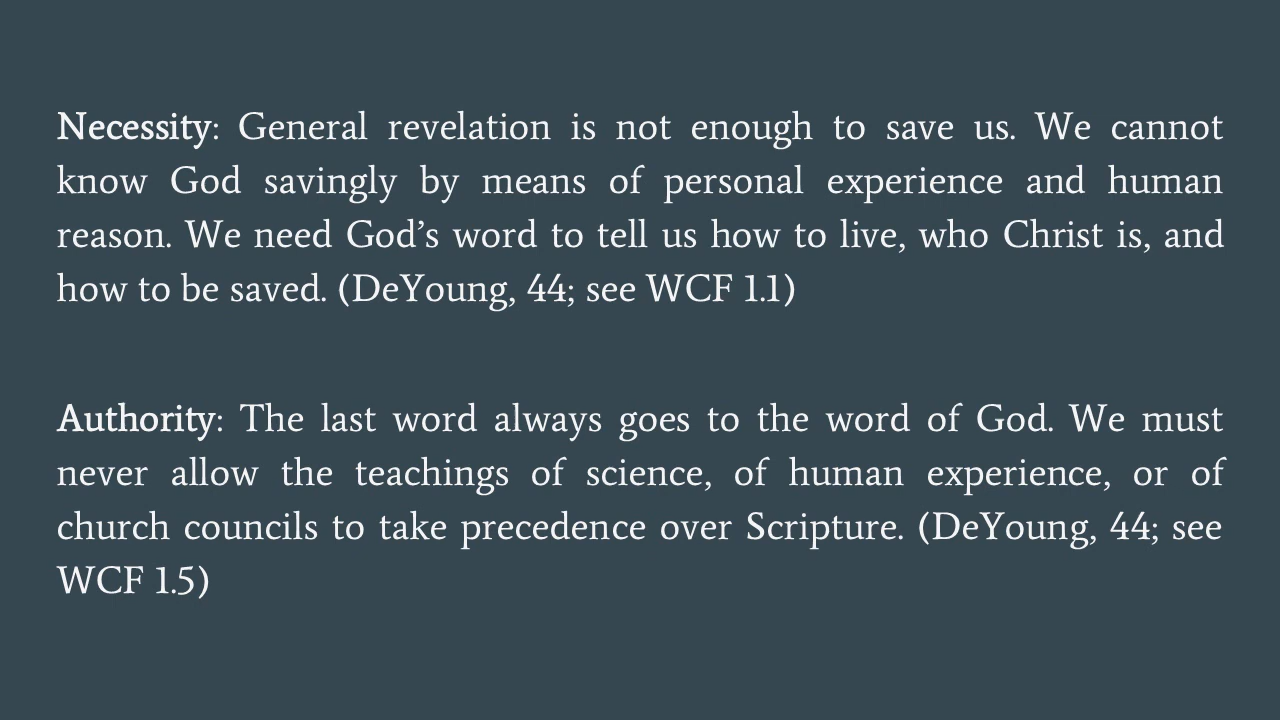 Necessity: General revelation is not enough to save us. We cannot
know God savingly by means of personal experience and human
reason. We need God’s word to tell us how to live, who Christ is, and
how to be saved. (DeYoung, 44; see WCF 1.1)
Authority: The last word always goes to the word of God. We must
never allow the teachings of science, of human experience, or of
church councils to take precedence over Scripture. (DeYoung, 44; see
WCF 1.5)